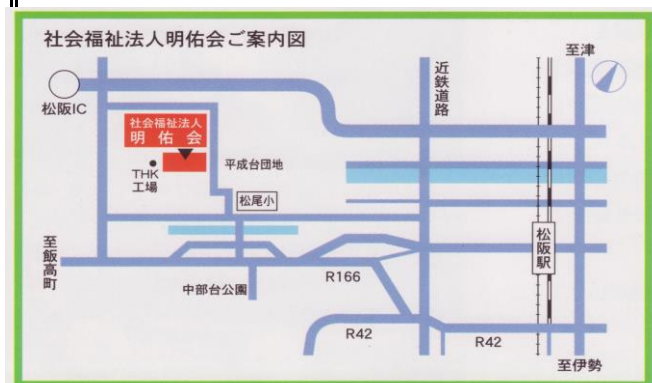 社会福祉法人明佑会ご案内図
至津
近鉄道路
松阪IC
社会福祉法人
明佑会
平成台団地
THK
工場
松尾小
至飯高町
松阪駅
R166
中部台公園
R42
R42
至伊勢